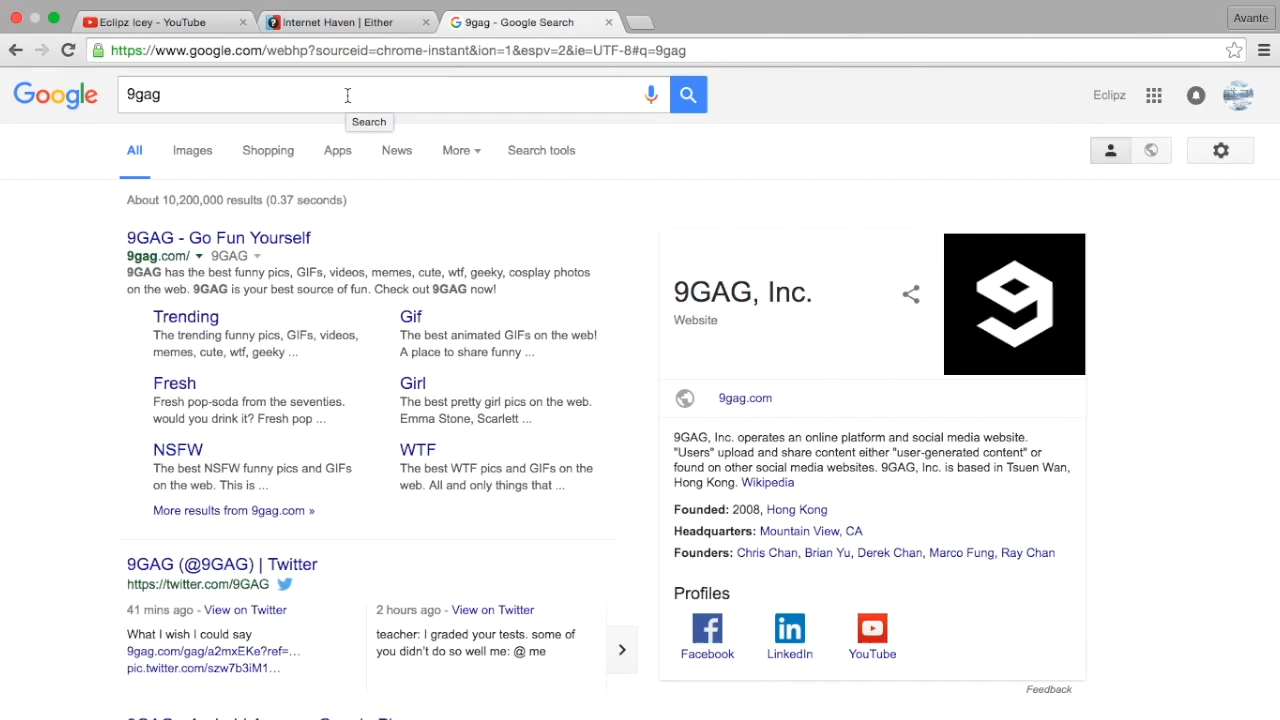 Eclipz Icey - YouTube
Internet Haven | Either
9gag - Google Search
Avante
https://www.google.com/webhp?sourceid=chrome-instant&ion=1&espv=2&ie=UTF-8#q=9gag
Google
9gag
Eclipz
Search
All
Images
Shopping
Apps
News
More
Search tools
About 10,200,000 results (0.37 seconds)
9GAG - Go Fun Yourself
9gag.com/ 9GAG
9GAG has the best funny pics, GIFs, videos, memes, cute, wtf, geeky, cosplay photos
on the web. 9GAG is your best source of fun. Check out 9GAG now!
Trending
The trending funny pics, GIFs, videos,
memes, cute, wtf, geeky ...
Gif
The best animated GIFs on the web!
A place to share funny ...
Fresh
Fresh pop-soda from the seventies.
would you drink it? Fresh pop ...
Girl
The best pretty girl pics on the web.
Emma Stone, Scarlett ...
NSFW
The best NSFW funny pics and GIFs
on the web. This is ...
WTF
The best WTF pics and GIFs on the
web. All and only things that ...
More results from 9gag.com »
9GAG (@9GAG) | Twitter
https://twitter.com/9GAG
41 mins ago - View on Twitter
What I wish I could say
9gag.com/gag/a2mxEKe?ref=...
pic.twitter.com/szw7b3iM1...
2 hours ago - View on Twitter
teacher: I graded your tests. some of
you didn't do so well me: @ me
9GAG, Inc.
Website
9gag.com
9GAG, Inc. operates an online platform and social media website.
"Users" upload and share content either "user-generated content" or
found on other social media websites. 9GAG, Inc. is based in Tsuen Wan,
Hong Kong. Wikipedia
Founded: 2008, Hong Kong
Headquarters: Mountain View, CA
Founders: Chris Chan, Brian Yu, Derek Chan, Marco Fung, Ray Chan
Profiles
Facebook
LinkedIn
YouTube
Feedback